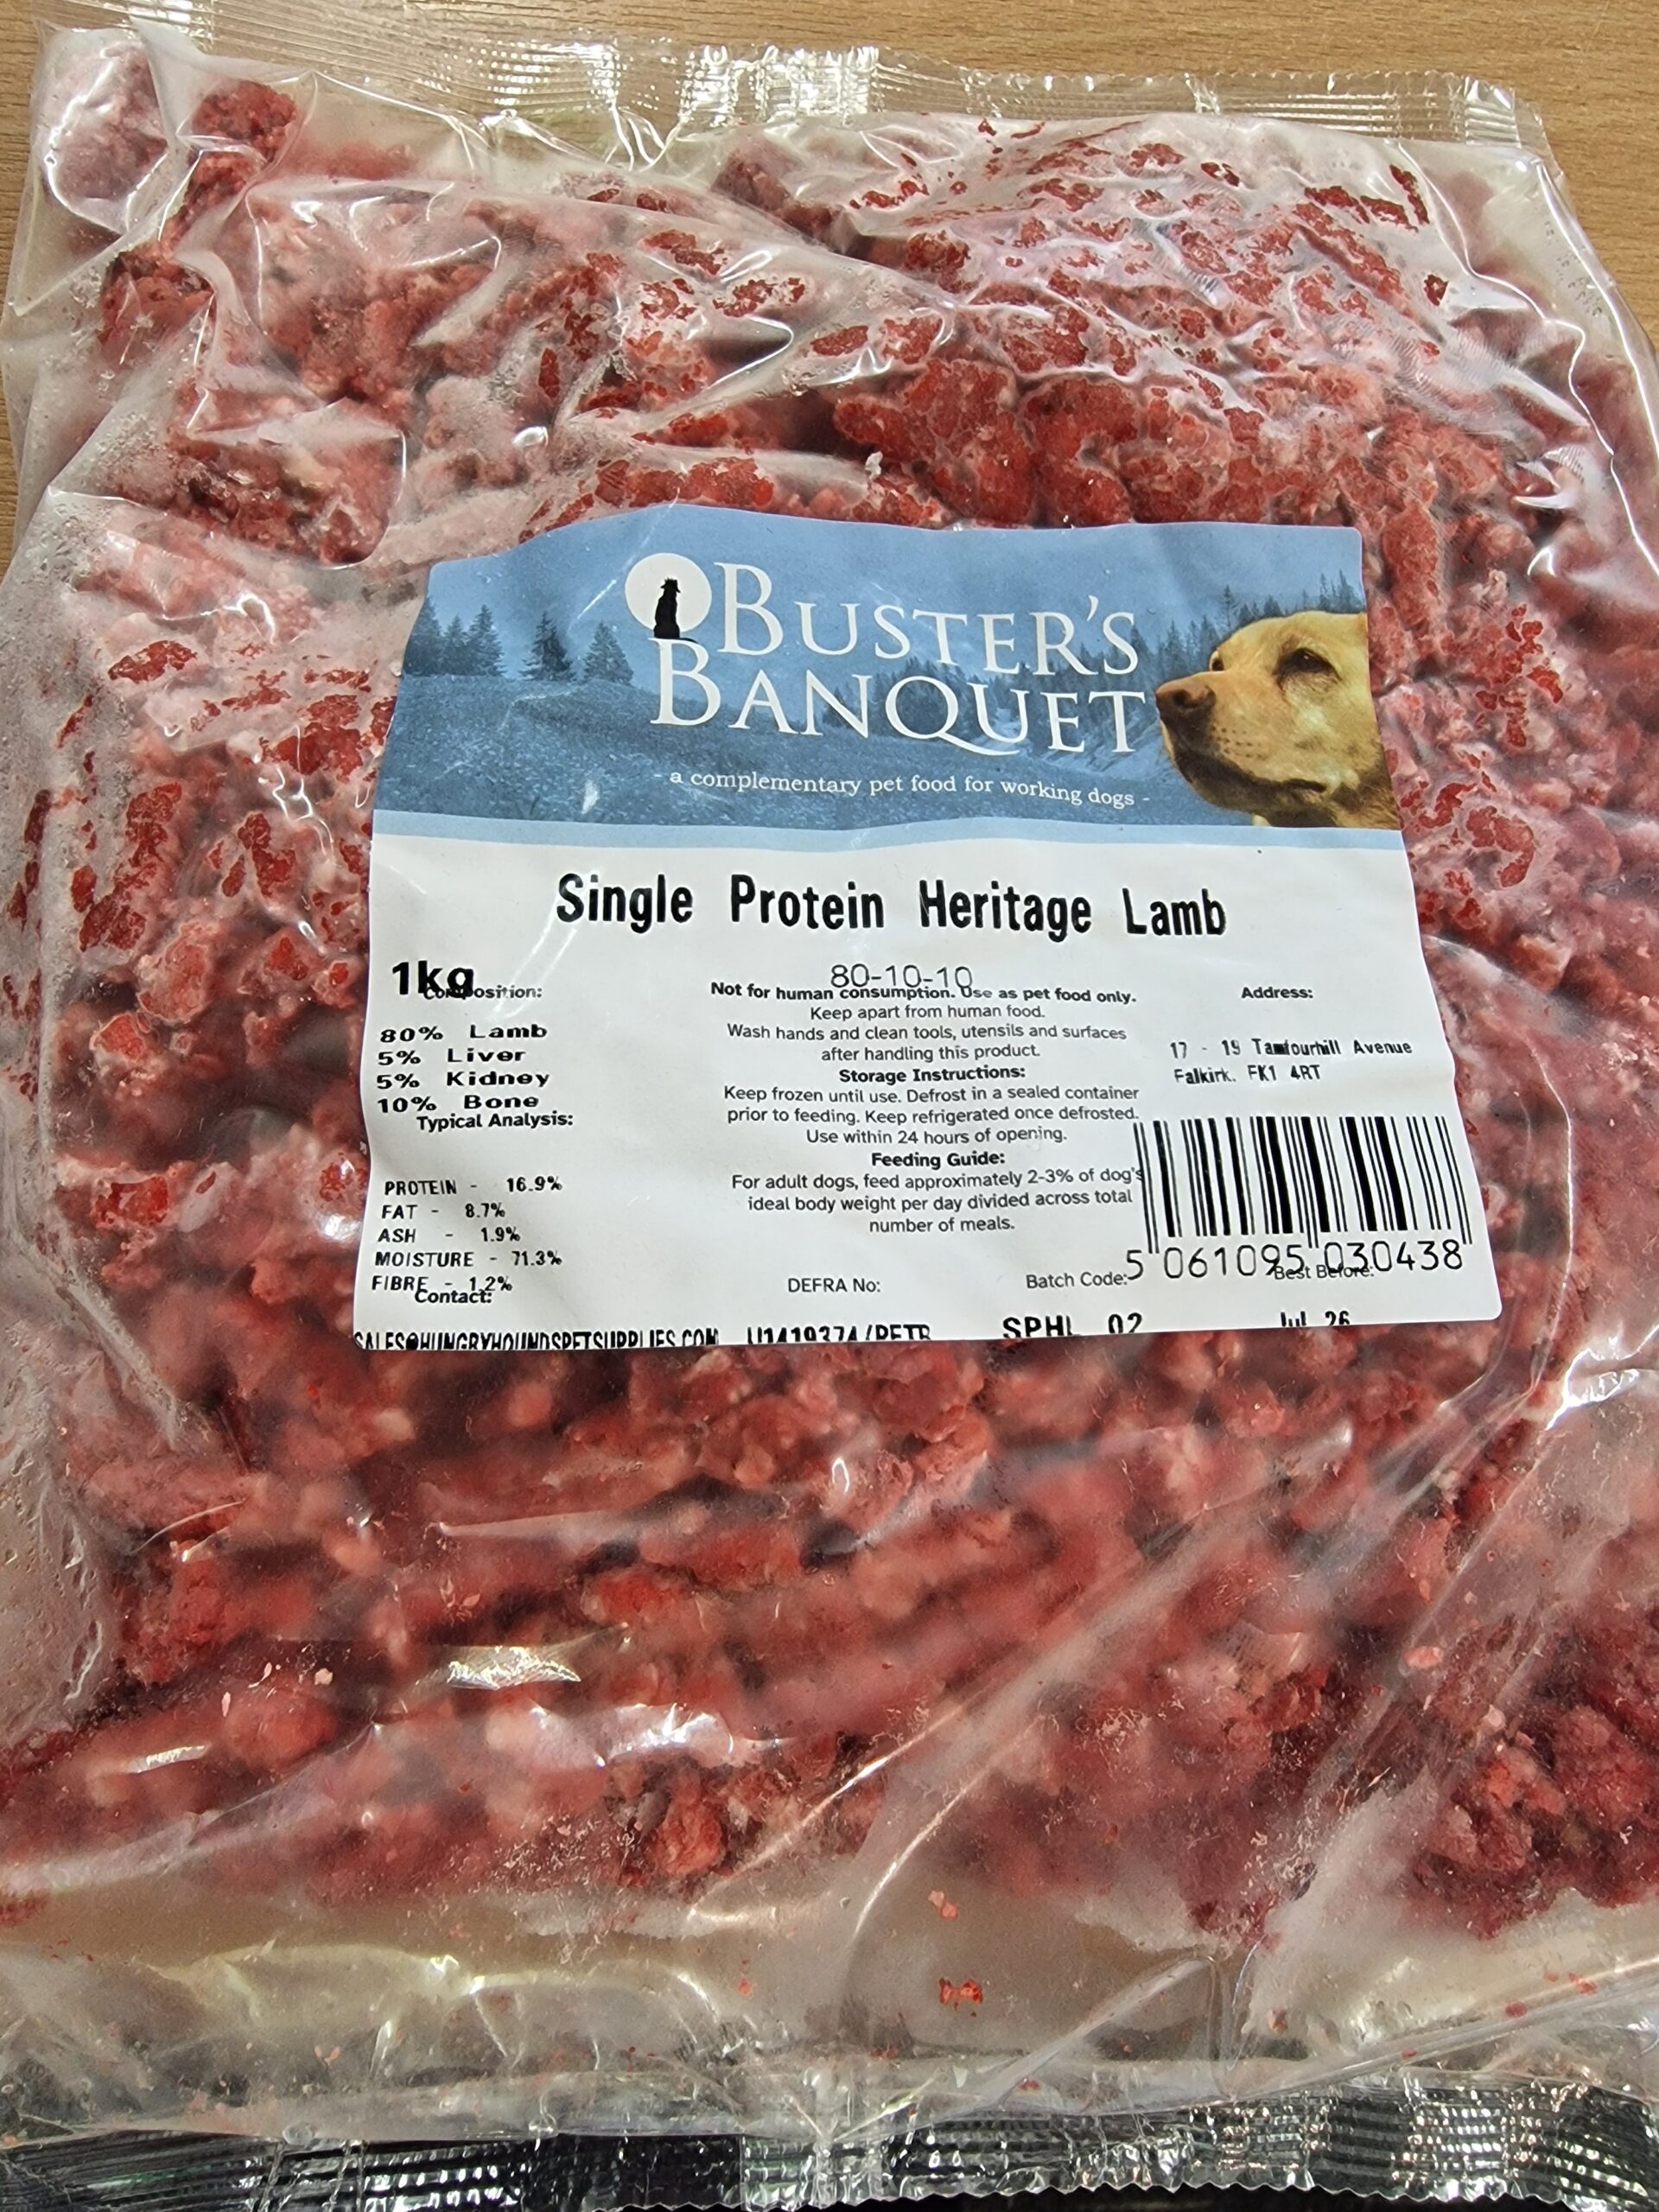 BUSTER'S
BANQUET
- a complementary pet food for working dogs -
Single Protein Heritage Lamb
1kg
Composition:
80% Lamb
5% Liver
5% Kidney
10% Bone
Typical Analysis:
PROTEIN - 16.9%
FAT - 8.7%
ASH - 1.9%
MOISTURE - 71.3%
FIBRE - 1.2%
Contact:
SALES@HUNGRYHOUNDSPETSUPPLIES.COM
80-10-10
Not for human consumption. Use as pet food only.
Keep apart from human food.
Wash hands and clean tools, utensils and surfaces
after handling this product.
Storage Instructions:
Keep frozen until use. Defrost in a sealed container
prior to feeding. Keep refrigerated once defrosted.
Use within 24 hours of opening.
Feeding Guide:
For adult dogs, feed approximately 2-3% of dog's
ideal body weight per day divided across total
number of meals.
DEFRA No:
U1419374/PETR
Batch Code:
SPHL 02
Address:
17 - 19 Tamfourhill Avenue
Falkirk. FK1 4RT
5 061095 030438
Best Before:
Jul 26